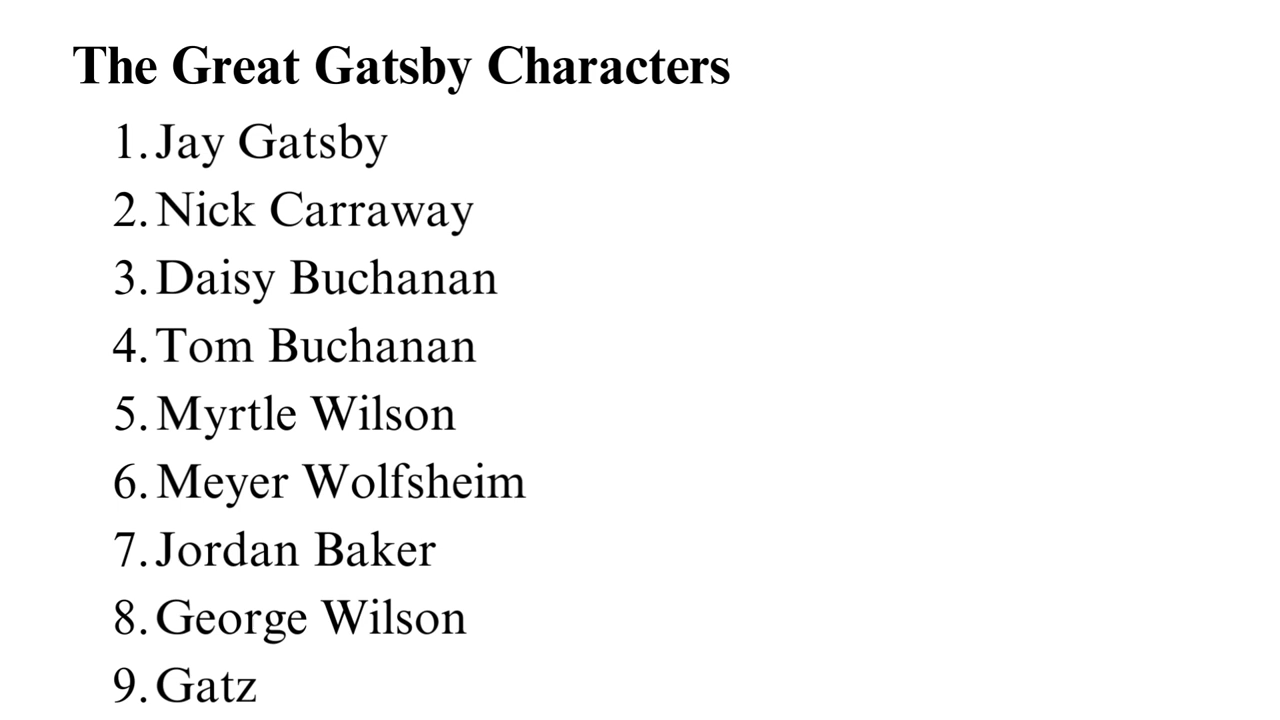 The Great Gatsby Characters
1. Jay Gatsby
2. Nick Carraway
3. Daisy Buchanan
4. Tom Buchanan
5. Myrtle Wilson
6. Meyer Wolfsheim
7. Jordan Baker
8. George Wilson
9. Gatz